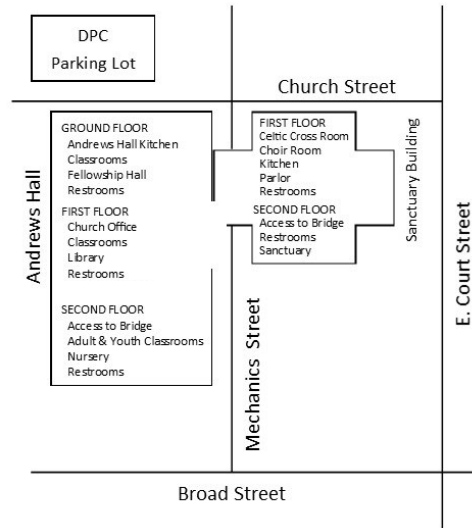 DPC
Parking Lot
Church Street
Andrews Hall
GROUND FLOOR
Andrews Hall Kitchen
Classrooms
Fellowship Hall
Restrooms
FIRST FLOOR
Church Office
Classrooms
Library
Restrooms
SECOND FLOOR
Access to Bridge
Adult & Youth Classrooms
Nursery
Restrooms
FIRST FLOOR
Celtic Cross Room
Choir Room
Kitchen
Parlor
Restrooms
SECOND FLOOR
Access to Bridge
Restrooms
Sanctuary
Sanctuary Building
Mechanics Street
E. Court Street
Broad Street